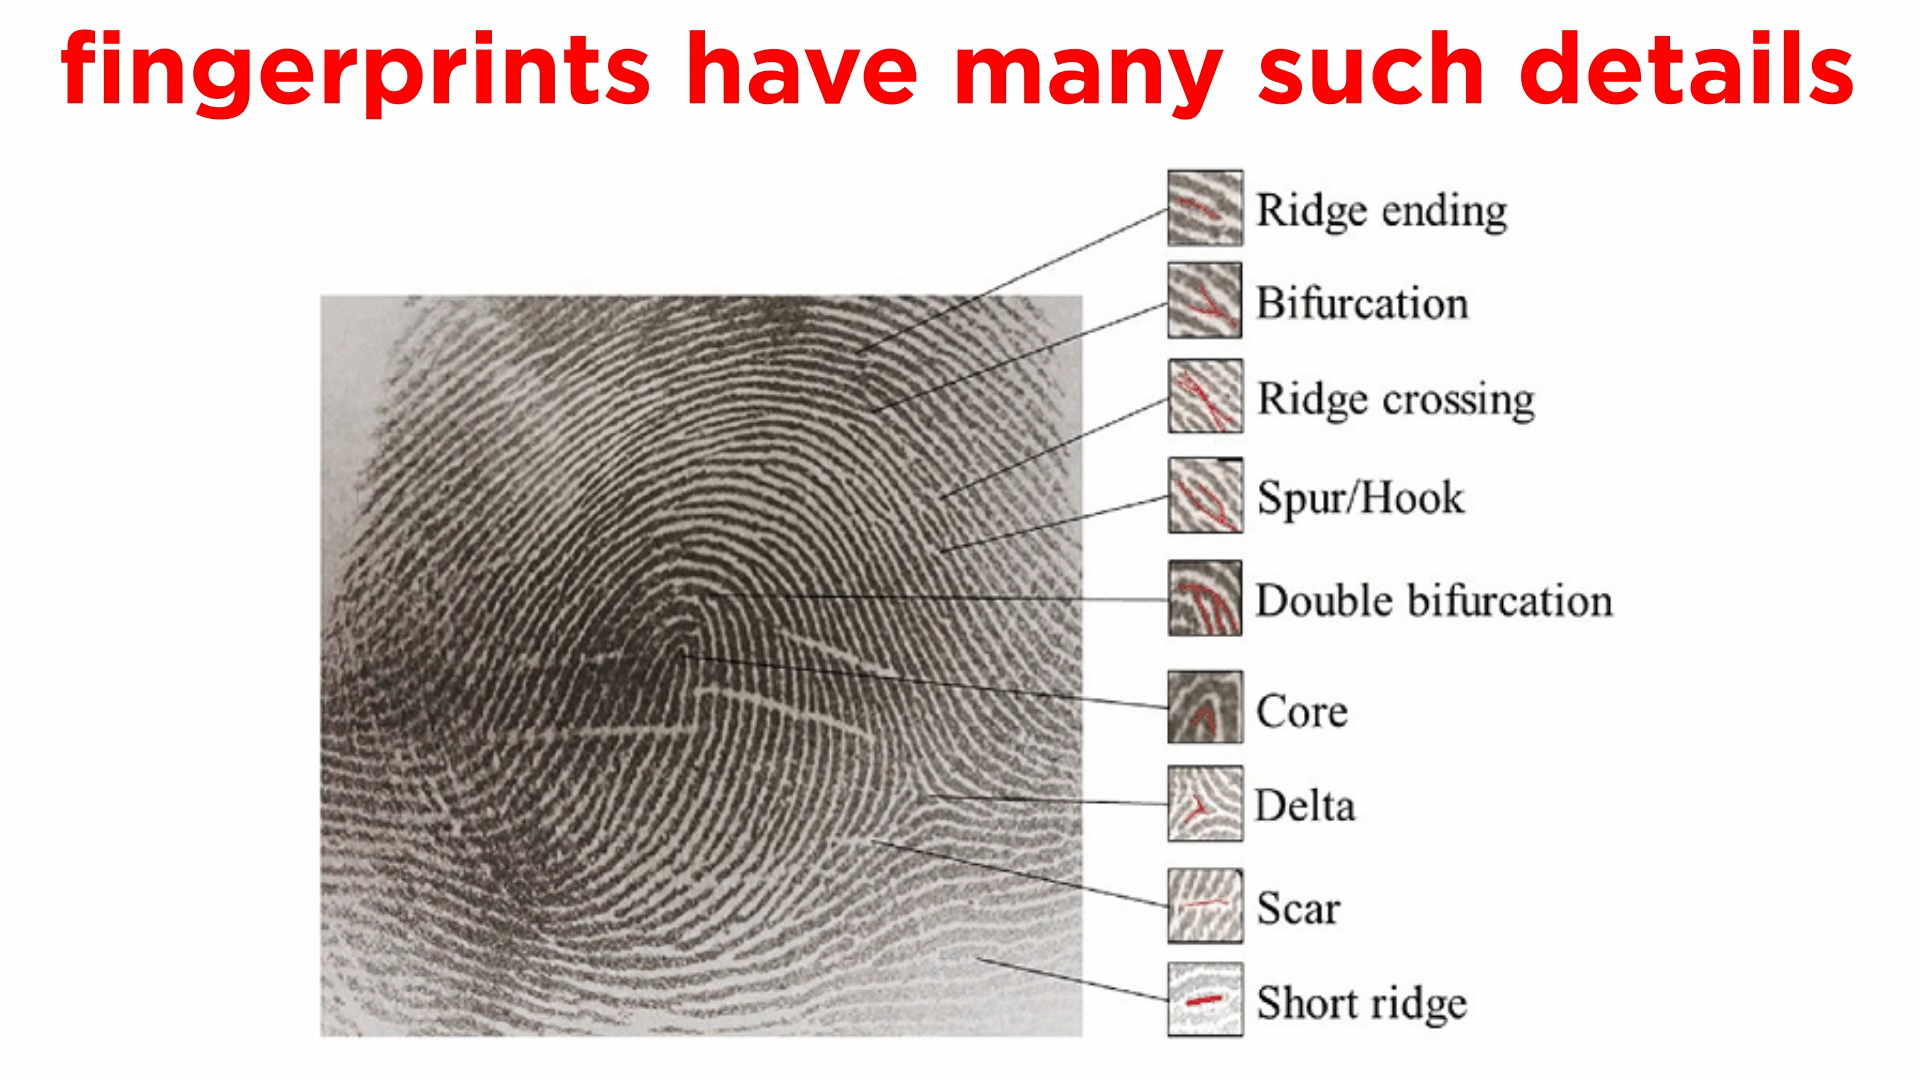 fingerprints have many such details
Ridge ending
Bifurcation
Ridge crossing
Spur/Hook
Double bifurcation
Core
Delta
Scar
Short ridge